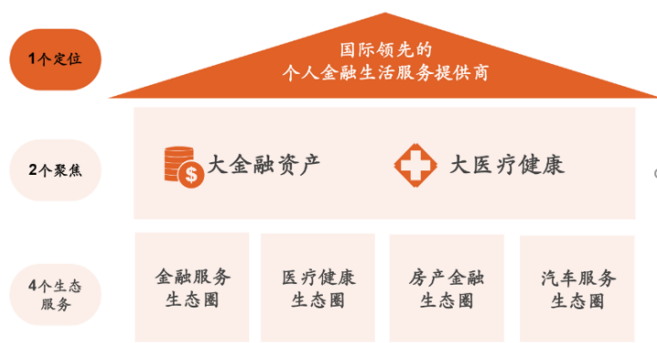 1个定位
国际领先的
个人金融生活服务提供商
2个聚焦
$
大金融资产
大医疗健康
4个生态
服务
金融服务
生态圈
医疗健康
生态圈
房产金融
生态圈
汽车服务
生态圈